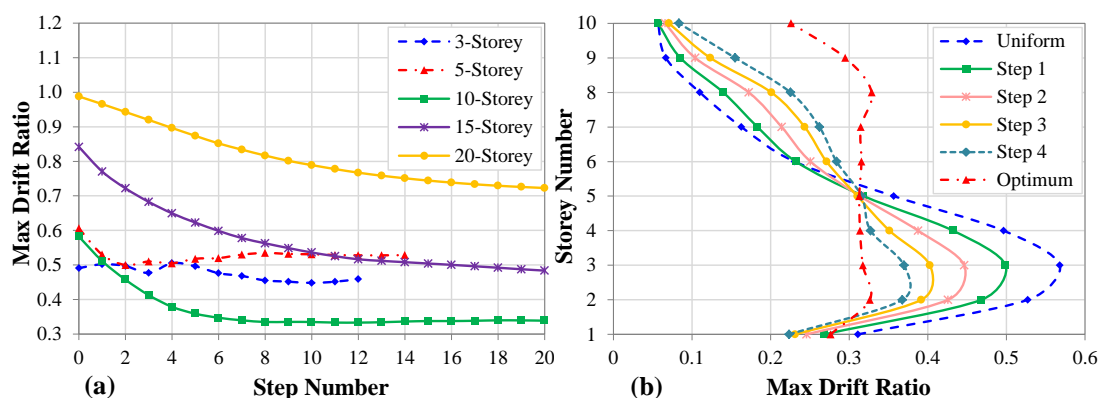 Max Drift Ratio
1.2
1.1
1.0
0.9
0.8
0.7
0.6
0.5
0.4
0.3
0 2 4 6 8 10 12 14 16 18 20
(a)
Step Number
3-Storey
5-Storey
10-Storey
15-Storey
20-Storey
Storey Number
10
9
8
7
6
5
4
3
2
1
0 0.1 0.2 0.3 0.4 0.5 0.6
(b)
Max Drift Ratio
Uniform
Step 1
Step 2
Step 3
Step 4
Optimum